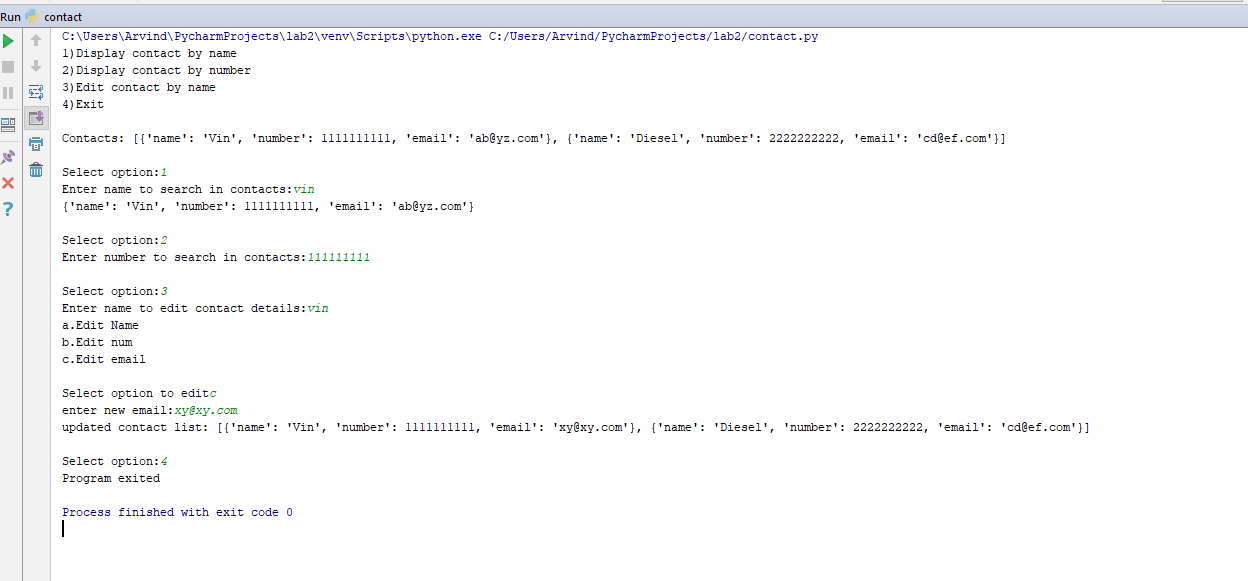 Run contact
C:\Users\Arvind\PycharmProjects\lab2\venv\Scripts\python.exe C:/Users/Arvind/PycharmProjects/lab2/contact.py
1)Display contact by name
2)Display contact by number
3)Edit contact by name
4)Exit
Contacts: [{'name': 'Vin', 'number': 1111111111, 'email': 'ab@yz.com'}, {'name': 'Diesel', 'number': 2222222222, 'email': 'cd@ef.com'}]
Select option:1
Enter name to search in contacts:vin
{'name': 'Vin', 'number': 1111111111, 'email': 'ab@yz.com'}
Select option:2
Enter number to search in contacts:111111111
Select option:3
Enter name to edit contact details:vin
a.Edit Name
b.Edit num
c.Edit email
Select option to editc
enter new email:xy@xy.com
updated contact list: [{'name': 'Vin', 'number': 1111111111, 'email': 'xy@xy.com'}, {'name': 'Diesel', 'number': 2222222222, 'email': 'cd@ef.com'}]
Select option:4
Program exited
Process finished with exit code 0